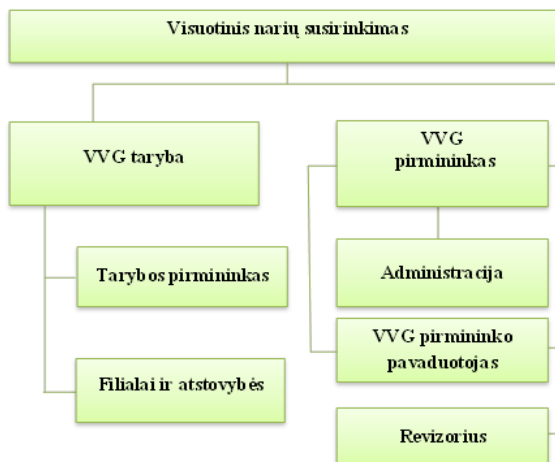 Visuotinis narių susirinkimas
VVG taryba
Tarybos pirmininkas
Filialai ir atstovybės
VVG
pirmininkas
Administracija
VVG pirmininko
pavaduotojas
Revizorius